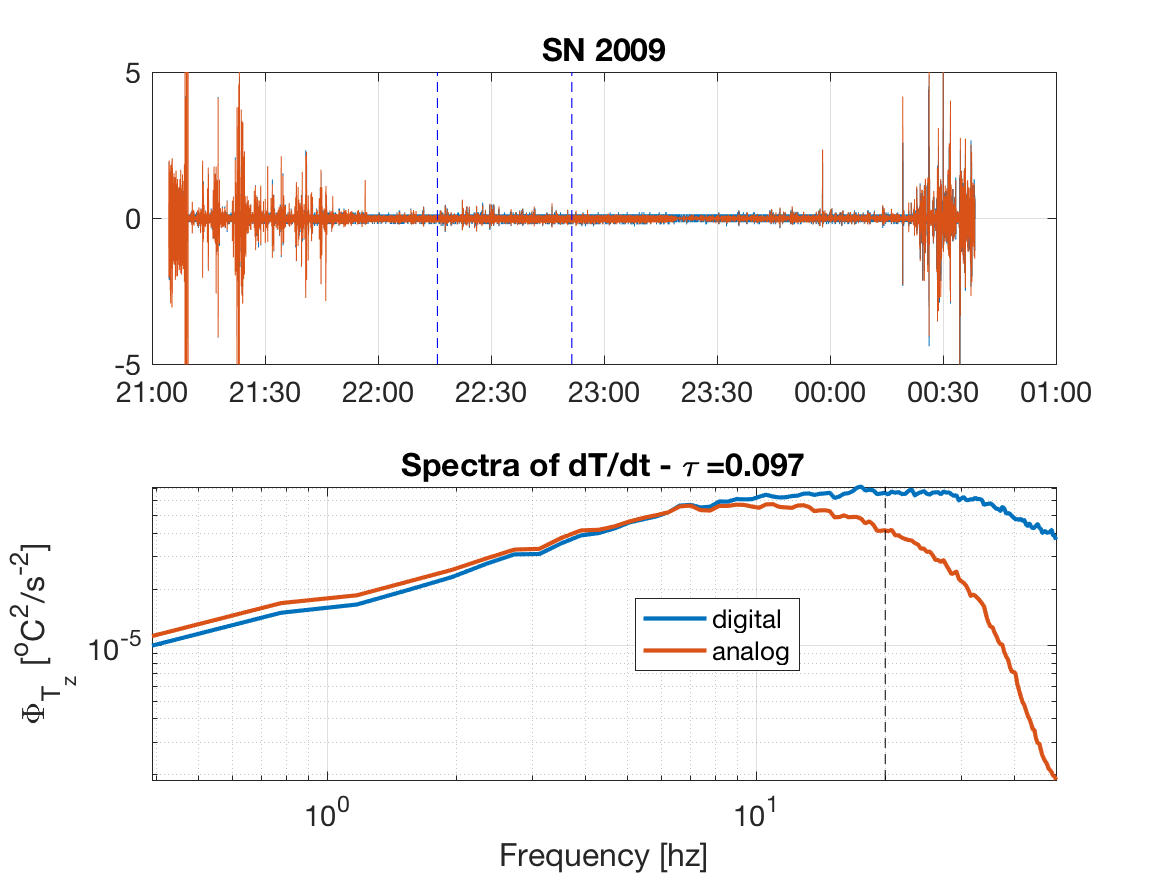 SN 2009
5
0
-5
21:00 21:30 22:00 22:30 23:00 23:30 00:00 00:30 01:00
Spectra of dT/dt - τ =0.097
Φ_{T_z} [°C²/s⁻²]
10⁻⁵
digital
analog
10⁰ 10¹
Frequency [hz]